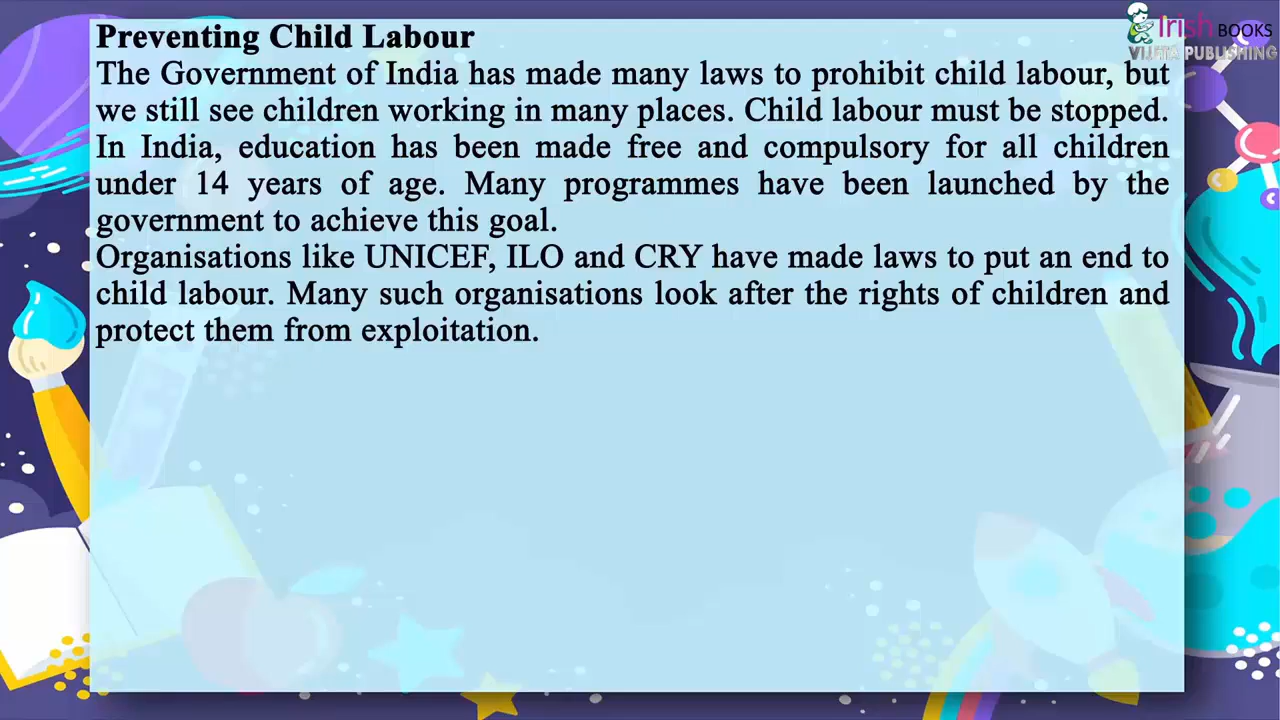 Preventing Child Labour
The Government of India has made many laws to prohibit child labour, but
we still see children working in many places. Child labour must be stopped.
In India, education has been made free and compulsory for all children
under 14 years of age. Many programmes have been launched by the
government to achieve this goal.
Organisations like UNICEF, ILO and CRY have made laws to put an end to
child labour. Many such organisations look after the rights of children and
protect them from exploitation.
Irish BOOKS
PUBLISHING